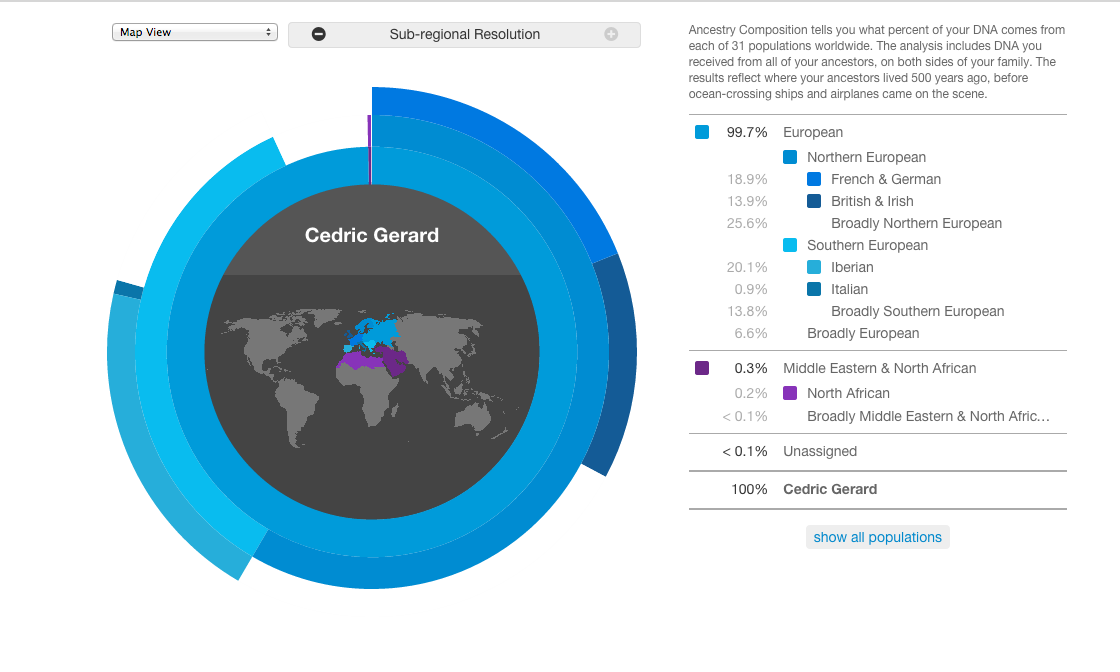 Map View
Sub-regional Resolution
Ancestry Composition tells you what percent of your DNA comes from
each of 31 populations worldwide. The analysis includes DNA you
received from all of your ancestors, on both sides of your family. The
results reflect where your ancestors lived 500 years ago, before
ocean-crossing ships and airplanes came on the scene.
Cedric Gerard
99.7% European
Northern European
18.9% French & German
13.9% British & Irish
25.6% Broadly Northern European
Southern European
20.1% Iberian
0.9% Italian
13.8% Broadly Southern European
6.6% Broadly European
0.3% Middle Eastern & North African
0.2% North African
< 0.1% Broadly Middle Eastern & North Afric…
< 0.1% Unassigned
100% Cedric Gerard
show all populations